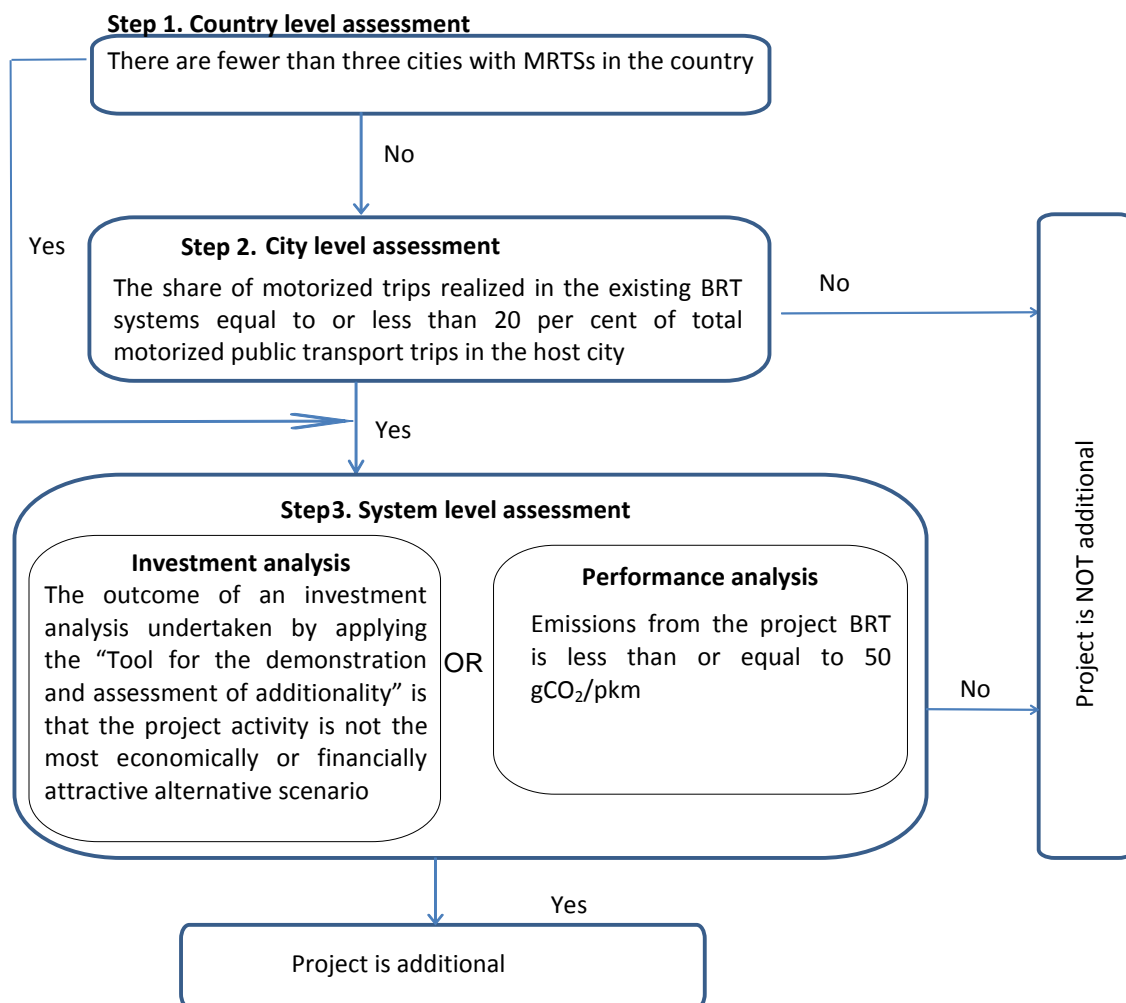 Step 1. Country level assessment
There are fewer than three cities with MRTSs in the country
No
Yes
Step 2. City level assessment
The share of motorized trips realized in the existing BRT
systems equal to or less than 20 per cent of total
motorized public transport trips in the host city
No
Yes
Step3. System level assessment
Investment analysis
The outcome of an investment
analysis undertaken by applying
the “Tool for the demonstration
and assessment of additionality” is
that the project activity is not the
most economically or financially
attractive alternative scenario
OR
Performance analysis
Emissions from the project BRT
is less than or equal to 50
gCO₂/pkm
No
Project is NOT additional
Yes
Project is additional